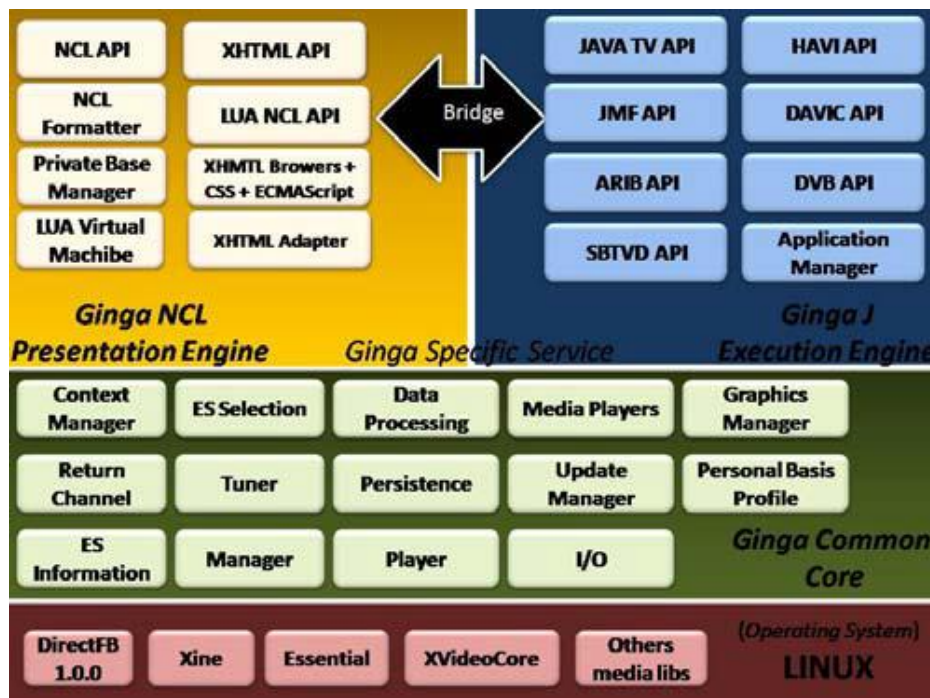 NCL API
XHTML API
NCL
Formatter
LUA NCL API
Private Base
Manager
XHMTL Browers +
CSS + ECMAScript
LUA Virtual
Machibe
XHTML Adapter
Bridge
JAVA TV API
HAVI API
JMF API
DAVIC API
ARIB API
DVB API
SBTVD API
Application
Manager
Ginga NCL
Presentation Engine
Ginga Specific Service
Ginga J
Execution Engine
Context
Manager
ES Selection
Data
Processing
Media Players
Graphics
Manager
Return
Channel
Tuner
Persistence
Update
Manager
Personal Basis
Profile
ES
Information
Manager
Player
I/O
Ginga Common
Core
DirectFB
1.0.0
Xine
Essential
XVideoCore
Others
media libs
(Operating System)
LINUX